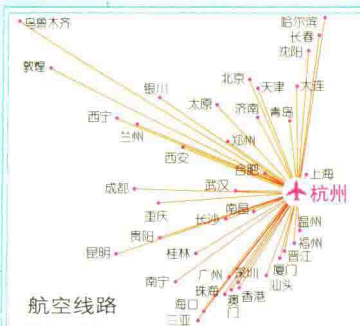 乌鲁木齐
哈尔滨
长春
沈阳
敦煌
北京
天津
大连
银川
太原
济南
青岛
西宁
兰州
郑州
西安
合肥
上海
成都
武汉
杭州
重庆
长沙
南昌
温州
贵阳
福州
昆明
桂林
晋江
厦门
南宁
广州
深圳
汕头
珠海
澳门
香港
海口
三亚
航空线路